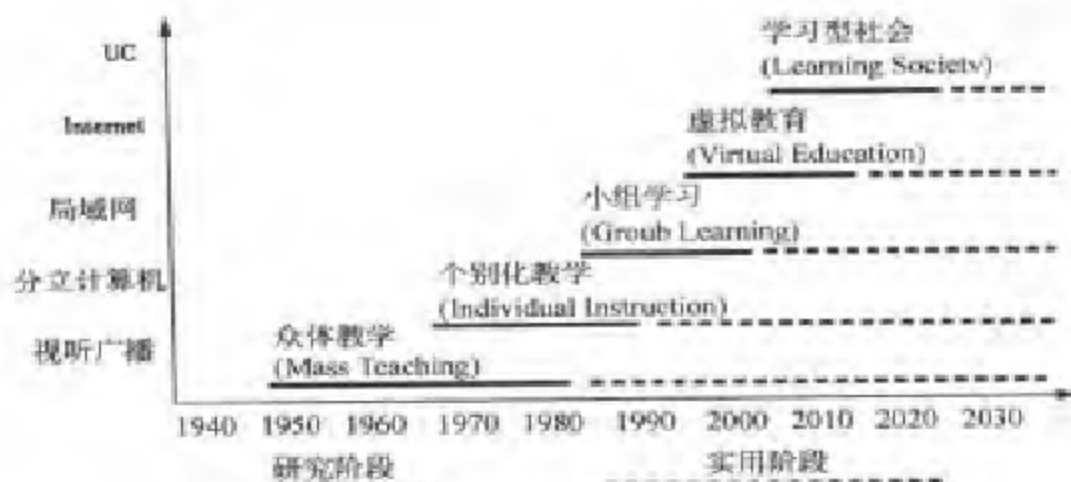 UC
学习型社会
(Learning Societv)
Internet
虚拟教育
(Virtual Education)
局域网
小组学习
(Groub Learning)
分立计算机
个别化教学
(Individual Instruction)
视听广播
众体教学
(Mass Teaching)
1940 1950 1960 1970 1980 1990 2000 2010 2020 2030
研究阶段 实用阶段